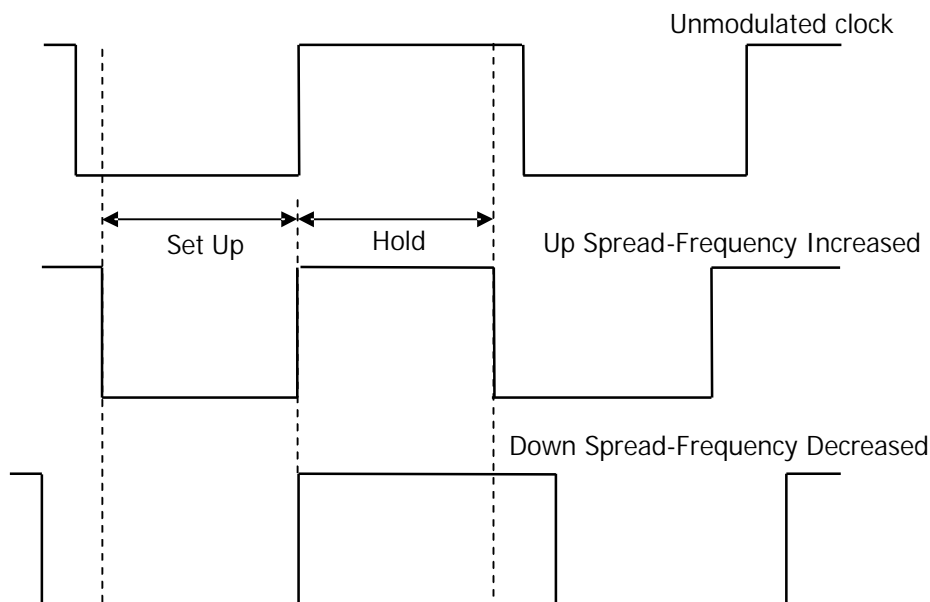 Unmodulated clock
Set Up
Hold
Up Spread-Frequency Increased
Down Spread-Frequency Decreased